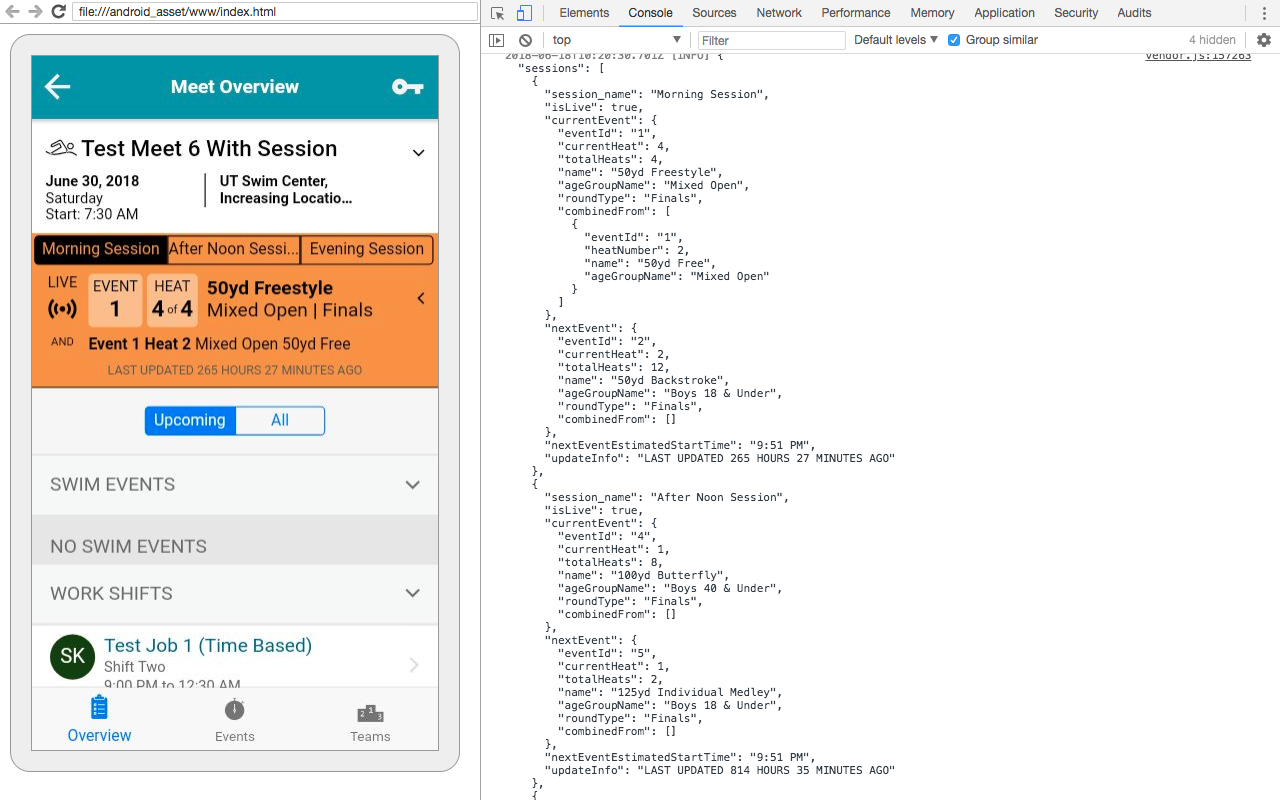 file:///android_asset/www/index.html
Meet Overview
Test Meet 6 With Session
June 30, 2018
Saturday
Start: 7:30 AM
UT Swim Center,
Increasing Locatio...
Morning Session
After Noon Sessi...
Evening Session
LIVE
EVENT
1
HEAT
4 of 4
50yd Freestyle
Mixed Open | Finals
AND
Event 1 Heat 2 Mixed Open 50yd Free
LAST UPDATED 265 HOURS 27 MINUTES AGO
Upcoming
All
SWIM EVENTS
NO SWIM EVENTS
WORK SHIFTS
SK
Test Job 1 (Time Based)
Shift Two
9:00 PM to 12:30 AM
Overview
Events
2 1 3
Teams
Elements Console Sources Network Performance Memory Application Security Audits
top
Filter
Default levels
Group similar
4 hidden
2018-06-18T10:20:30.701Z [INFO] {
vendor.js:157263
"sessions": [
{
"session_name": "Morning Session",
"isLive": true,
"currentEvent": {
"eventId": "1",
"currentHeat": 4,
"totalHeats": 4,
"name": "50yd Freestyle",
"ageGroupName": "Mixed Open",
"roundType": "Finals",
"combinedFrom": [
{
"eventId": "1",
"heatNumber": 2,
"name": "50yd Free",
"ageGroupName": "Mixed Open"
}
]
},
"nextEvent": {
"eventId": "2",
"currentHeat": 2,
"totalHeats": 12,
"name": "50yd Backstroke",
"ageGroupName": "Boys 18 & Under",
"roundType": "Finals",
"combinedFrom": []
},
"nextEventEstimatedStartTime": "9:51 PM",
"updateInfo": "LAST UPDATED 265 HOURS 27 MINUTES AGO"
},
{
"session_name": "After Noon Session",
"isLive": true,
"currentEvent": {
"eventId": "4",
"currentHeat": 1,
"totalHeats": 8,
"name": "100yd Butterfly",
"ageGroupName": "Boys 40 & Under",
"roundType": "Finals",
"combinedFrom": []
},
"nextEvent": {
"eventId": "5",
"currentHeat": 1,
"totalHeats": 2,
"name": "125yd Individual Medley",
"ageGroupName": "Boys 18 & Under",
"roundType": "Finals",
"combinedFrom": []
},
"nextEventEstimatedStartTime": "9:51 PM",
"updateInfo": "LAST UPDATED 814 HOURS 35 MINUTES AGO"
},
{